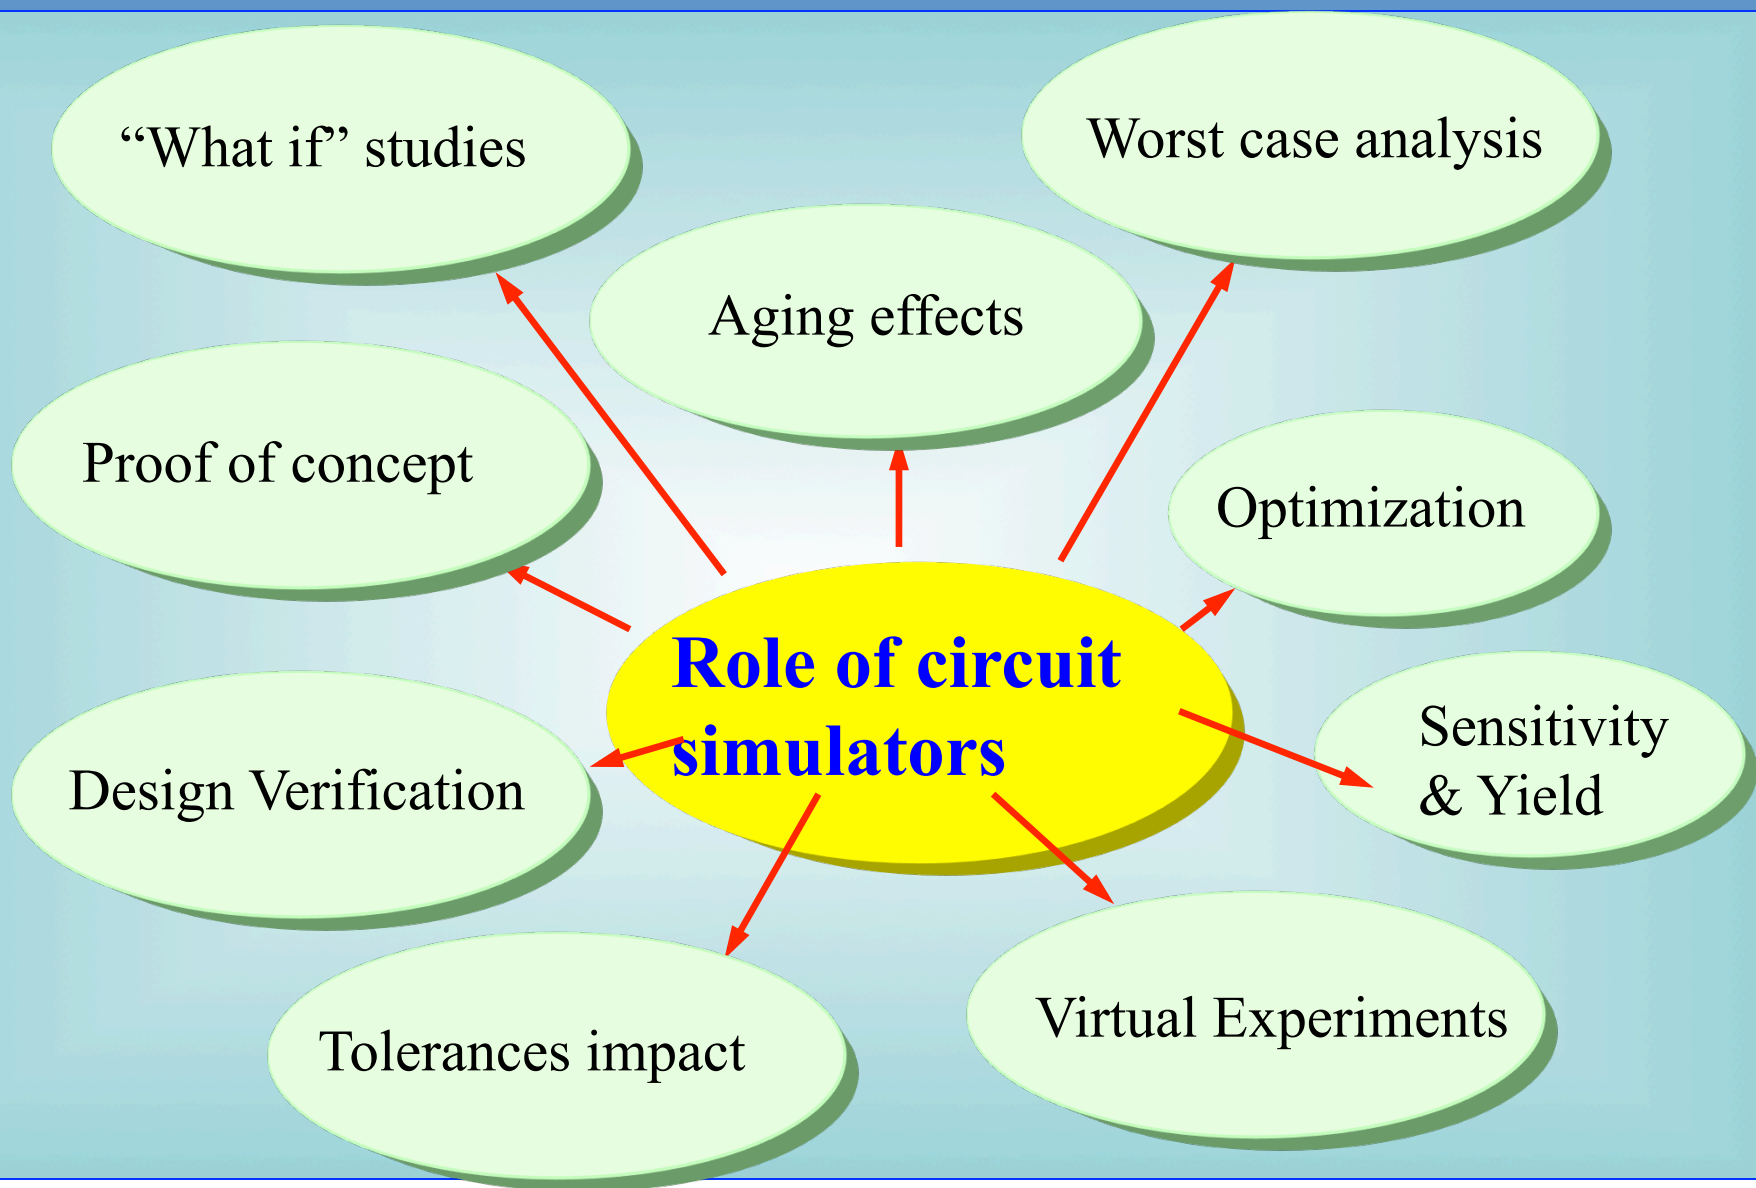 “What if” studies
Worst case analysis
Aging effects
Proof of concept
Optimization
Role of circuit
simulators
Sensitivity
& Yield
Design Verification
Virtual Experiments
Tolerances impact